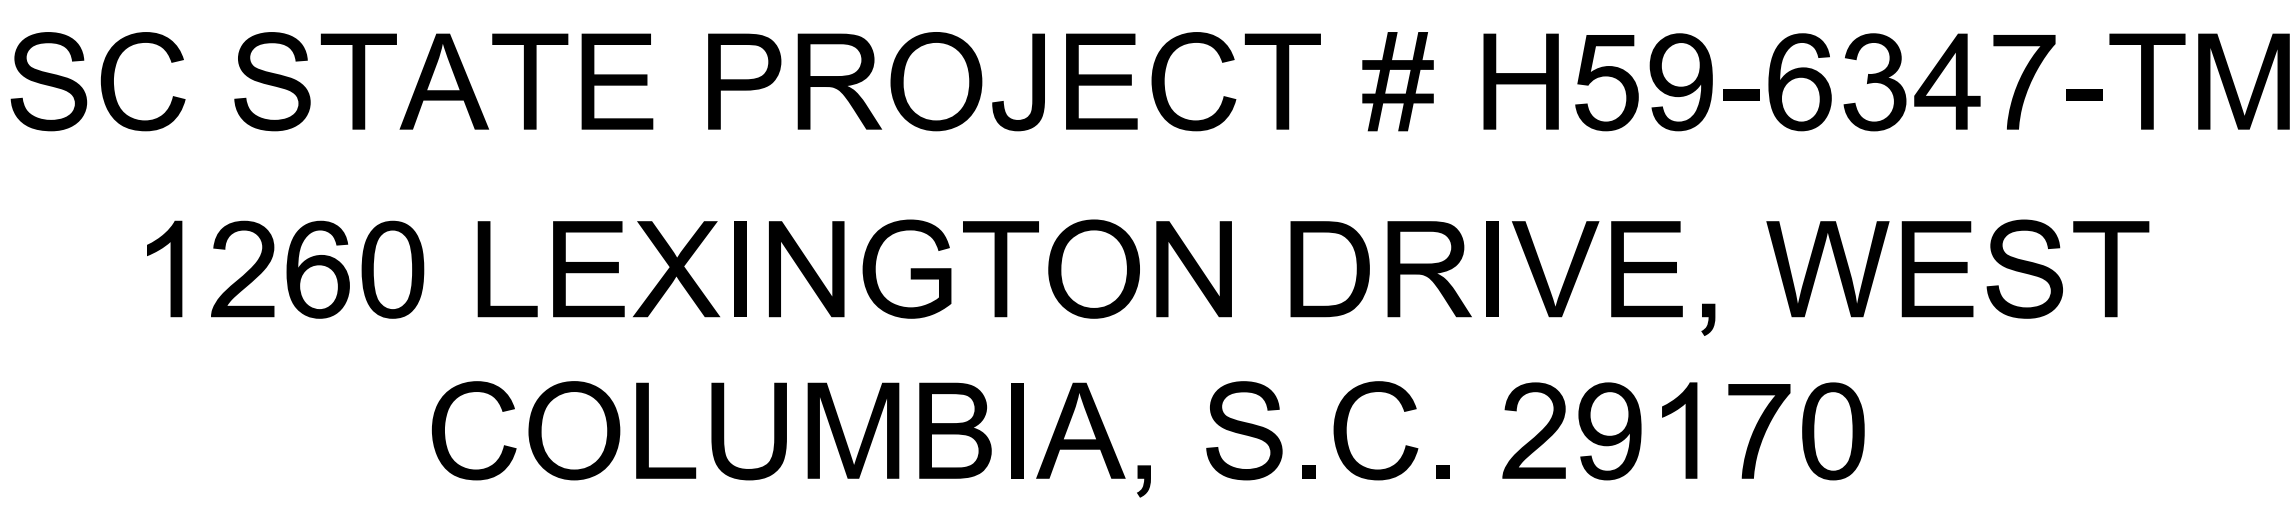 SC STATE PROJECT # H59-6347-TM
1260 LEXINGTON DRIVE, WEST
COLUMBIA, S.C. 29170